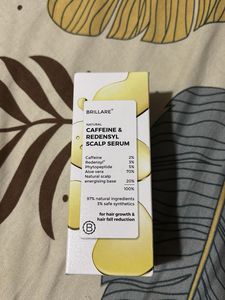 BRILLARE
NATURAL
CAFFEINE &
REDENSYL
SCALP SERUM
Caffeine 2%
Redensyl® 3%
Phytopeptide 5%
Aloe vera 70%
Natural scalp
energising base 20%
100%
97% natural ingredients
3% safe synthetics
for hair growth &
hair fall reduction
B